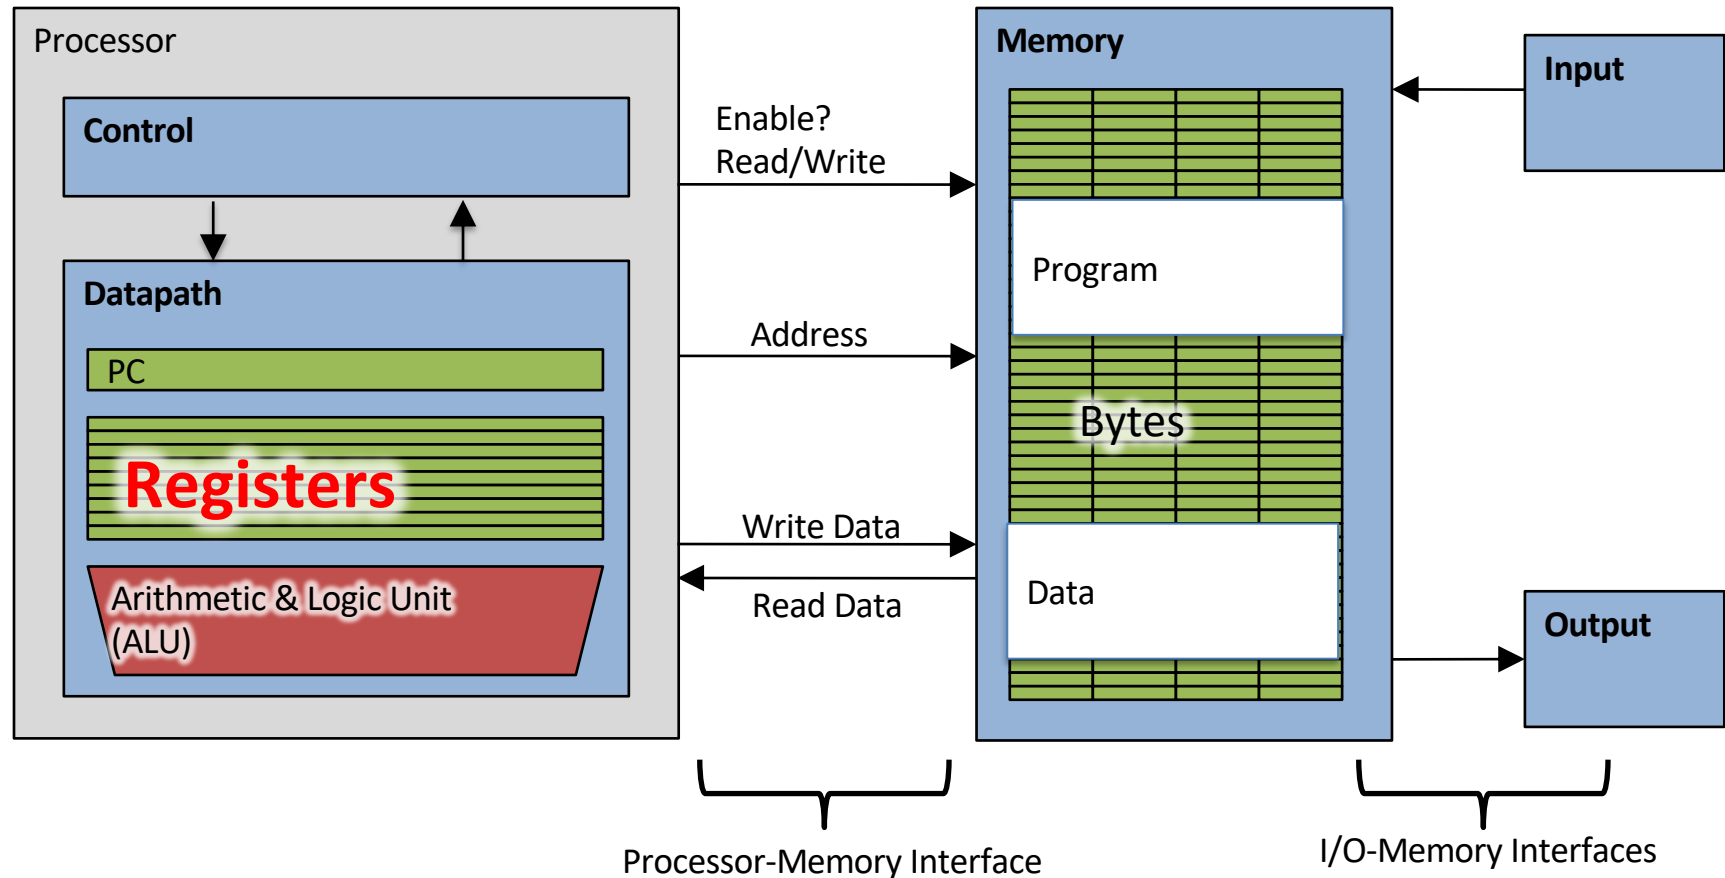 Processor
Control
Datapath
PC
Registers
Arithmetic & Logic Unit
(ALU)
Enable?
Read/Write
Address
Write Data
Read Data
Processor-Memory Interface
Memory
Program
Bytes
Data
Input
Output
I/O-Memory Interfaces